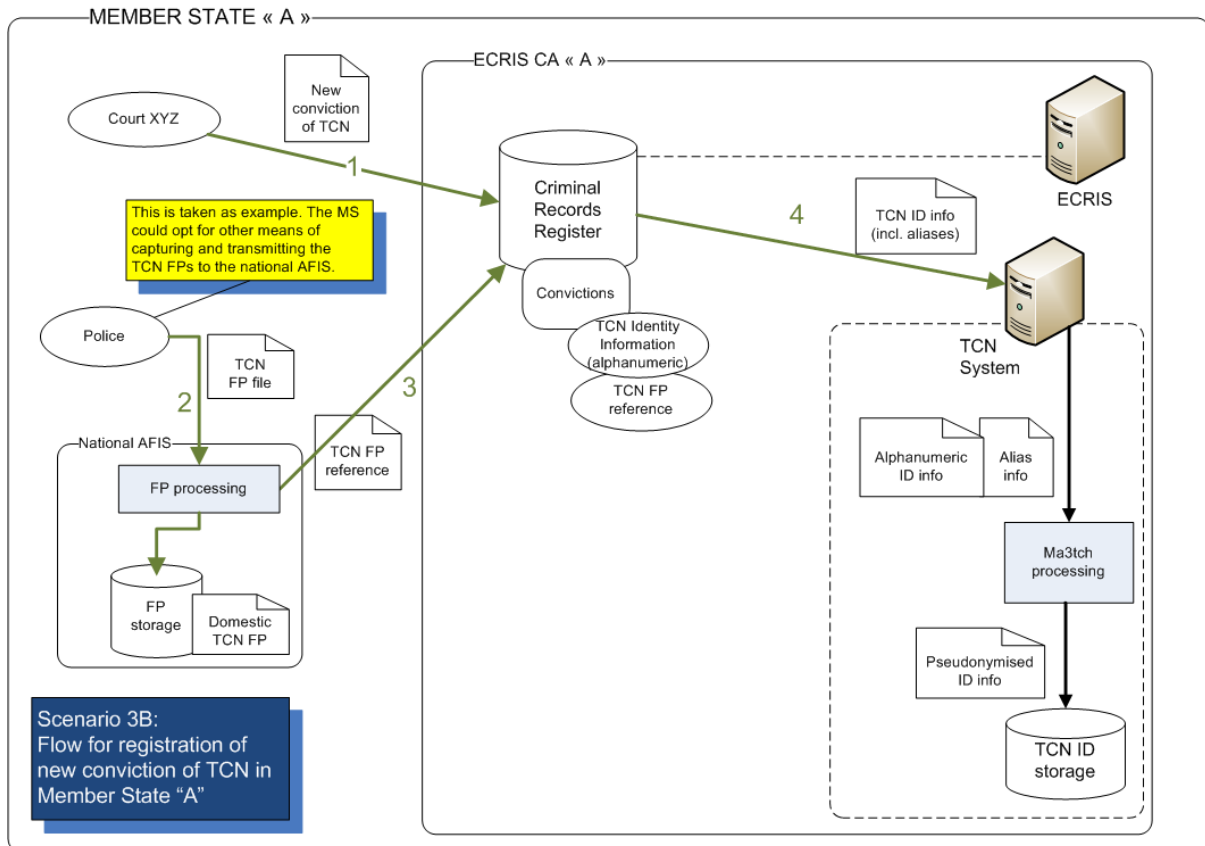 MEMBER STATE « A »
ECRIS CA « A »
New
conviction
of TCN
Court XYZ
1
Criminal
Records
Register
ECRIS
4
TCN ID info
(incl. aliases)
This is taken as example. The MS
could opt for other means of
capturing and transmitting the
TCN FPs to the national AFIS.
Convictions
Police
TCN Identity
Information
(alphanumeric)
TCN
System
TCN
FP file
2
3
TCN FP
reference
National AFIS
TCN FP
reference
FP processing
Alphanumeric
ID info
Alias
info
Ma3tch
processing
FP
storage
Domestic
TCN FP
Pseudonymised
ID info
Scenario 3B:
Flow for registration of
new conviction of TCN in
Member State “A”
TCN ID
storage